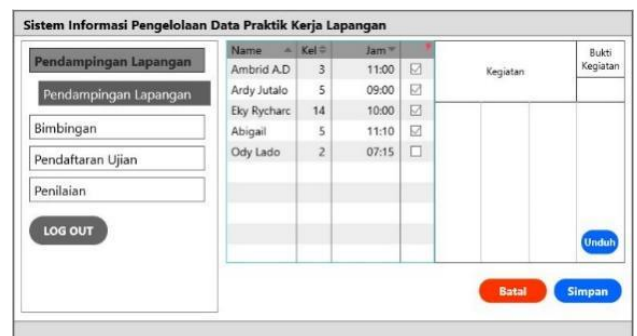 Sistem Informasi Pengelolaan Data Praktik Kerja Lapangan
Pendampingan Lapangan
Pendampingan Lapangan
Bimbingan
Pendaftaran Ujian
Penilaian
LOG OUT
Name Kel Jam
Ambrid A.D 3 11:00
Ardy Jutalo 5 09:00
Eky Rycharc 14 10:00
Abigail 5 11:10
Ody Lado 2 07:15
Kegiatan
Bukti
Kegiatan
Unduh
Batal Simpan